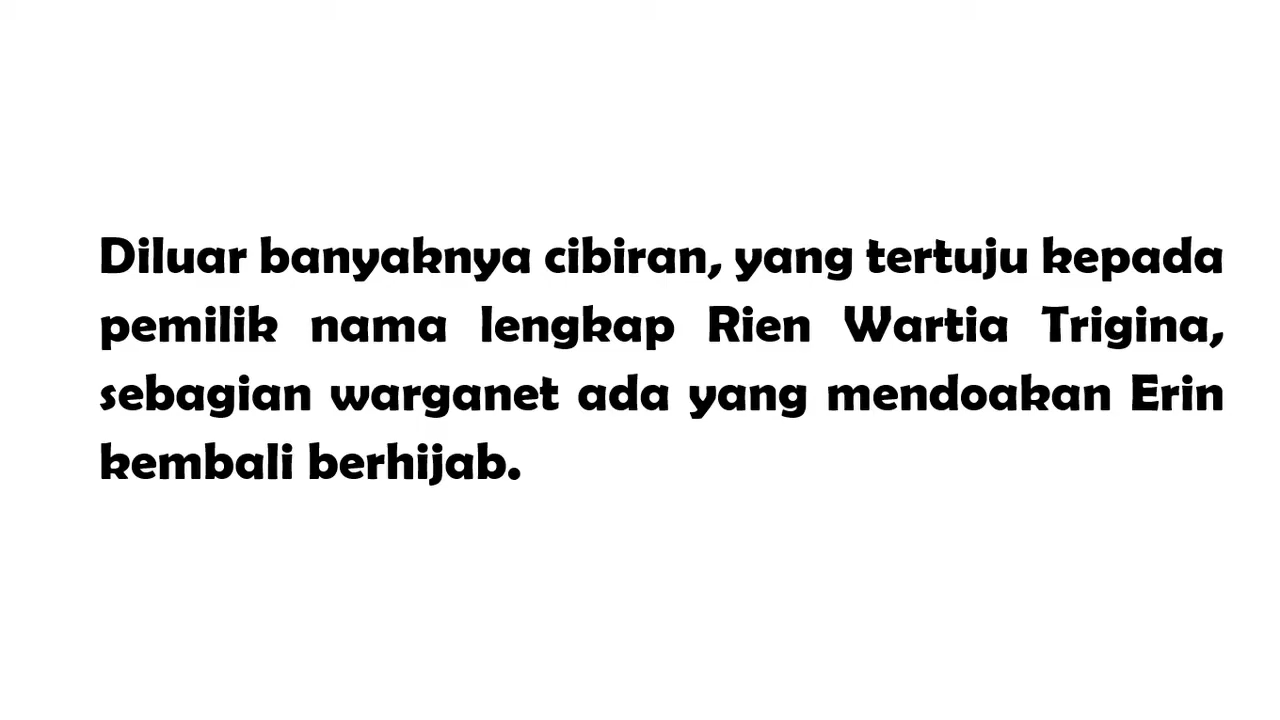 Diluar banyaknya cibiran, yang tertuju kepada
pemilik nama lengkap Rien Wartia Trigina,
sebagian warganet ada yang mendoakan Erin
kembali berhijab.